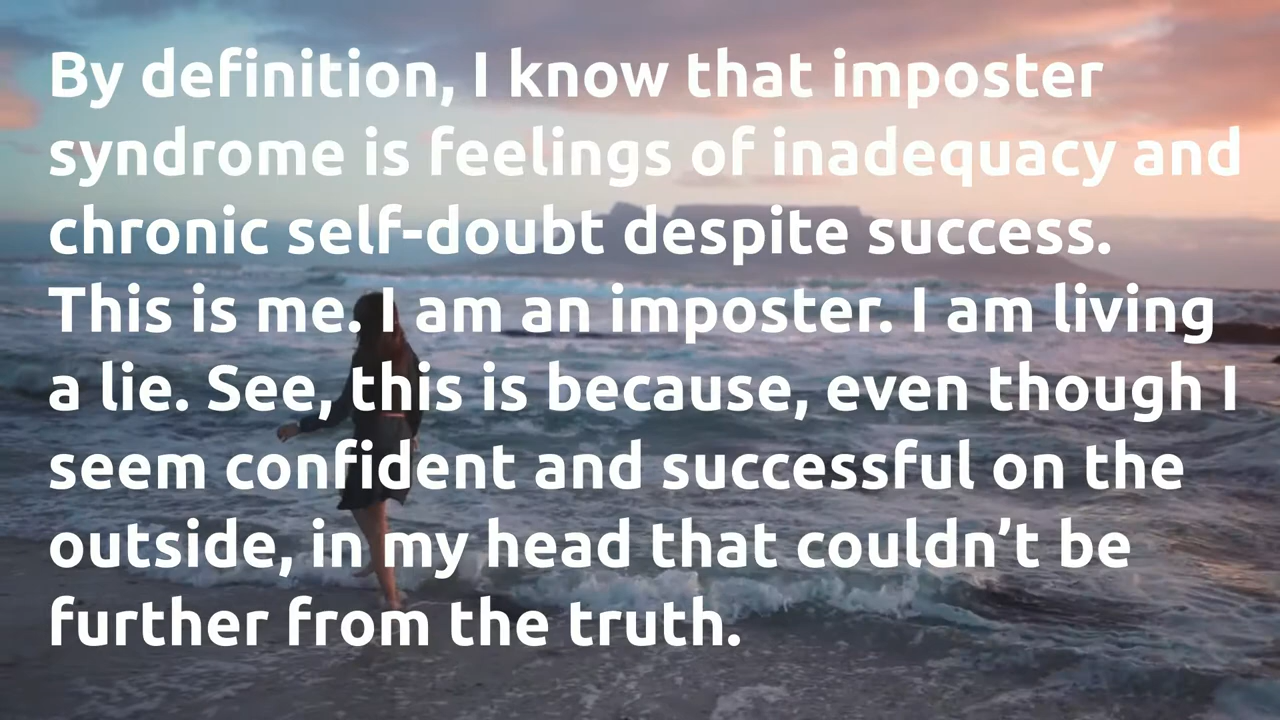 By definition, I know that imposter
syndrome is feelings of inadequacy and
chronic self-doubt despite success.
This is me. I am an imposter. I am living
a lie. See, this is because, even though I
seem confident and successful on the
outside, in my head that couldn’t be
further from the truth.